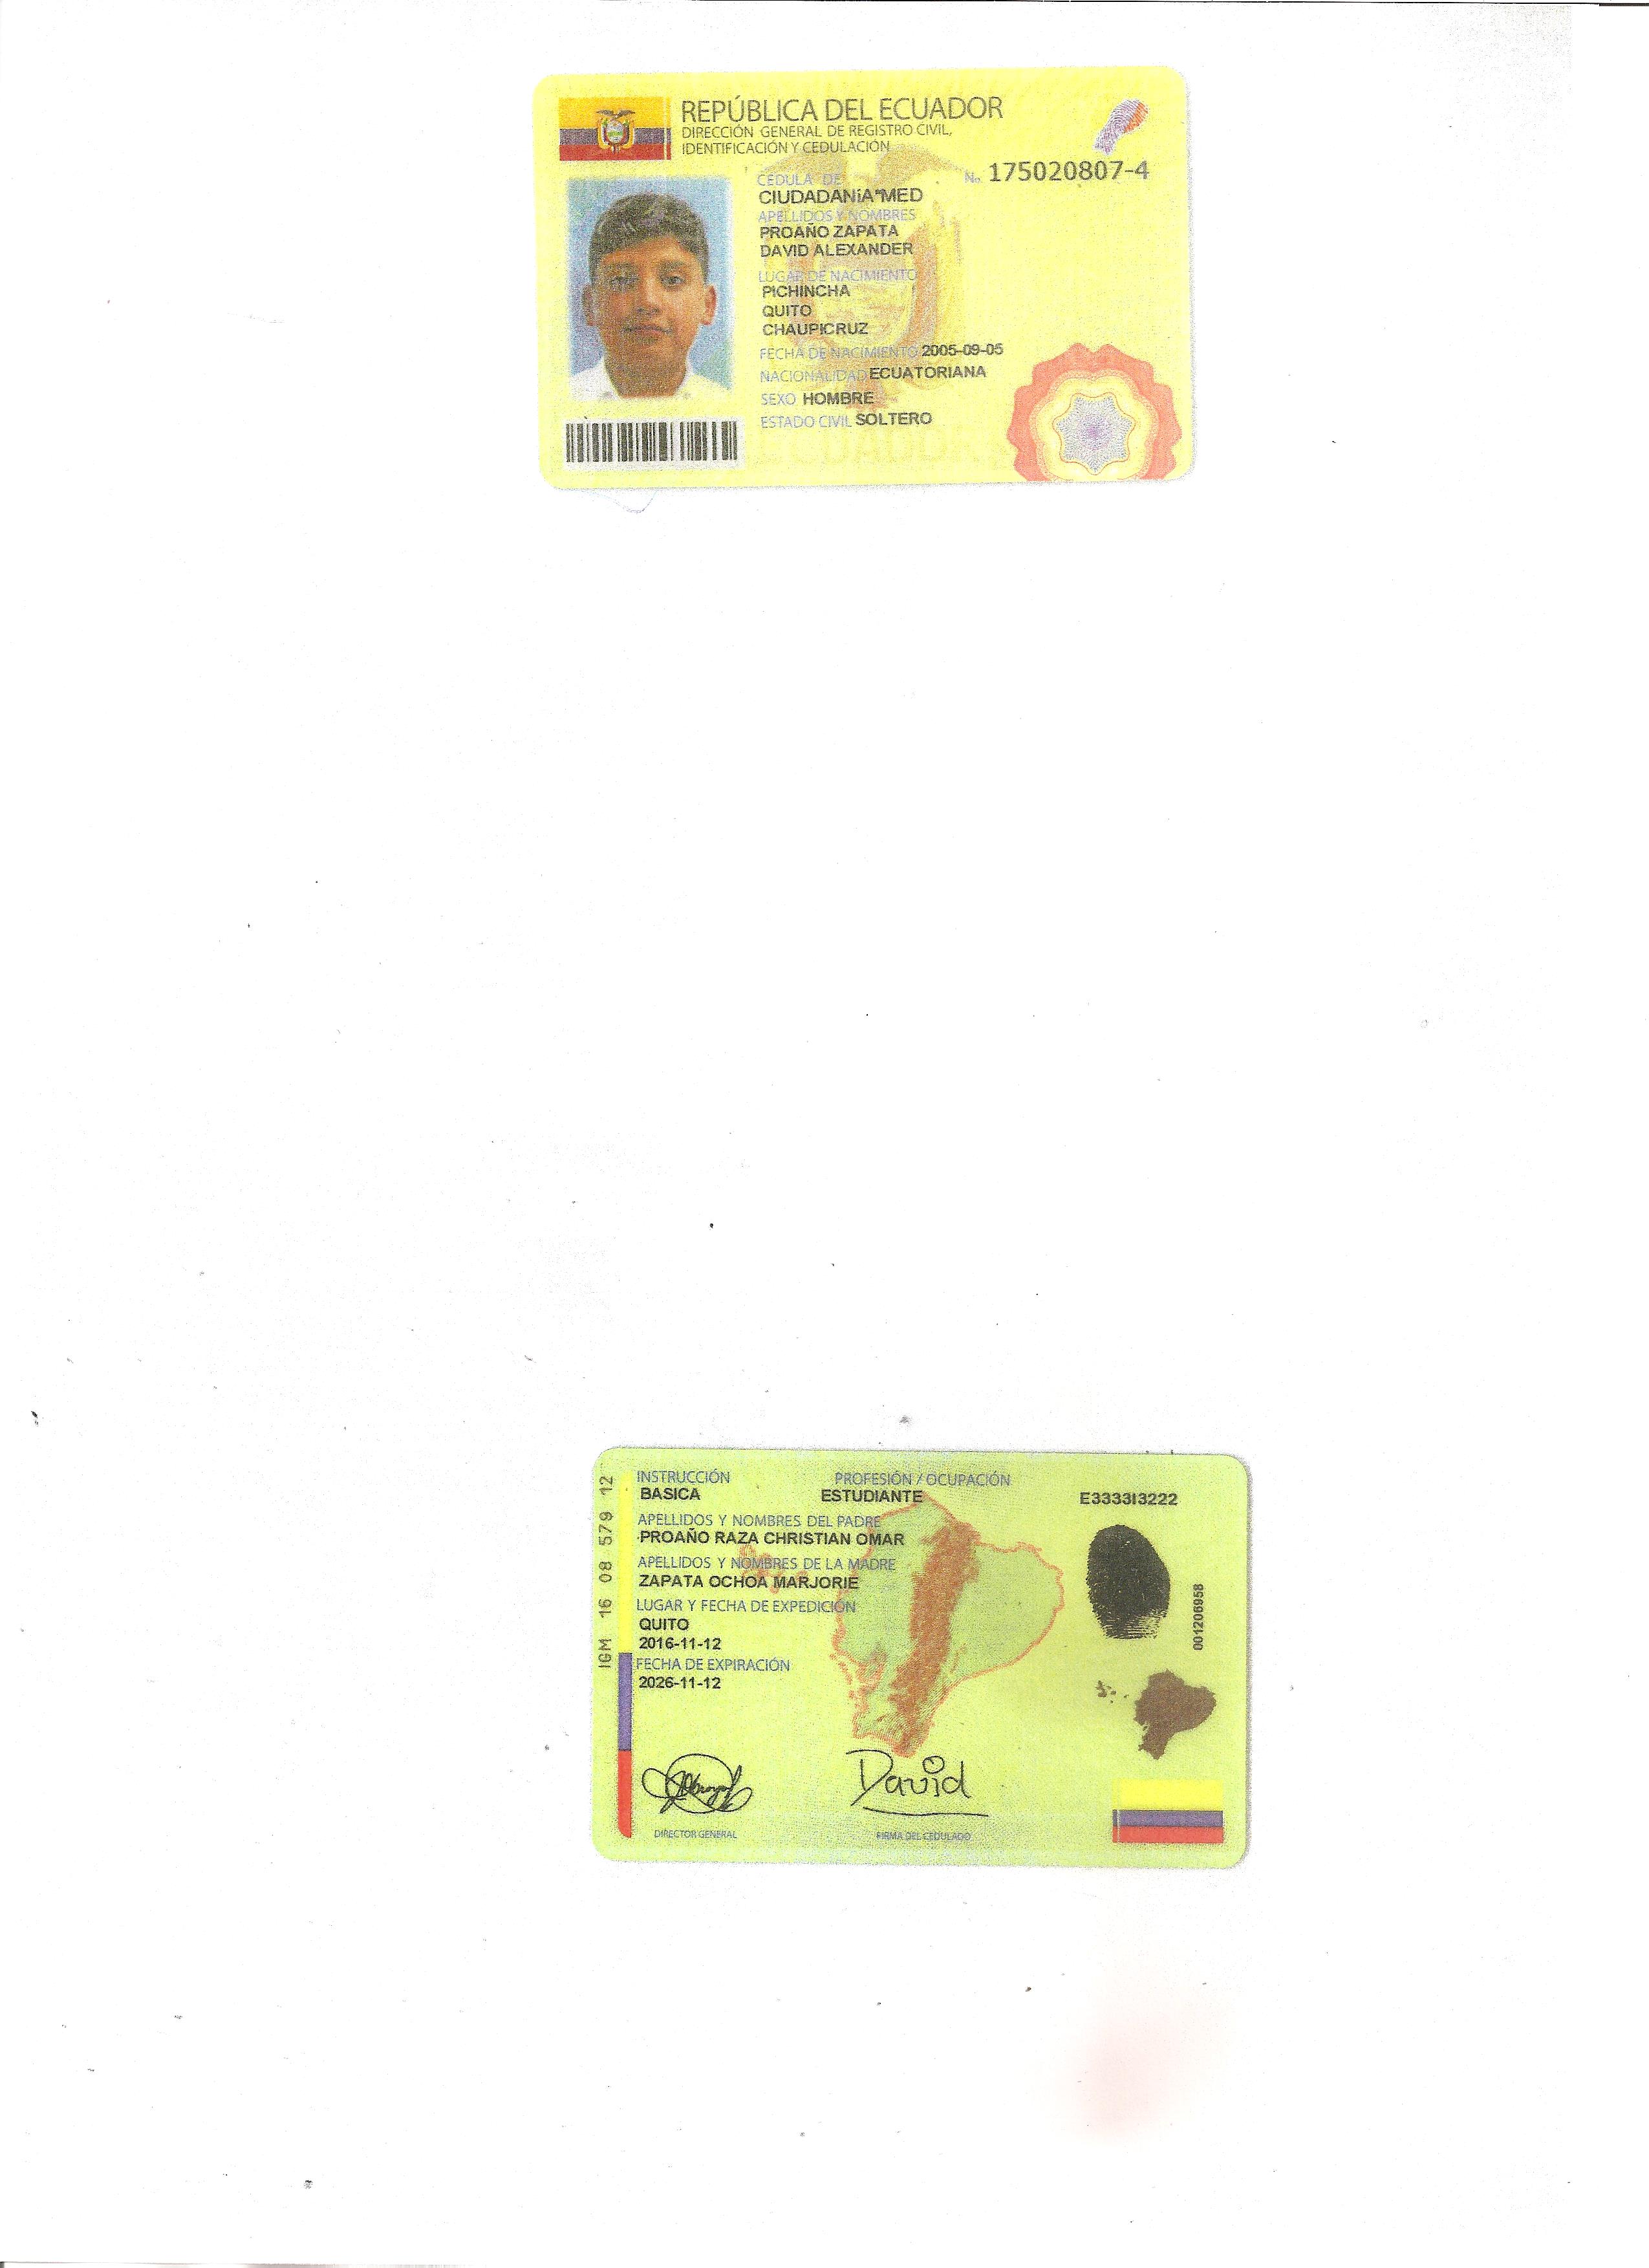 REPÚBLICA DEL ECUADOR
DIRECCIÓN GENERAL DE REGISTRO CIVIL,
IDENTIFICACIÓN Y CEDULACIÓN
CÉDULA DE No. 175020807-4
CIUDADANÍA*MED
APELLIDOS Y NOMBRES
PROAÑO ZAPATA
DAVID ALEXANDER
LUGAR DE NACIMIENTO
PICHINCHA
QUITO
CHAUPICRUZ
FECHA DE NACIMIENTO 2005-09-05
NACIONALIDAD ECUATORIANA
SEXO HOMBRE
ESTADO CIVIL SOLTERO
ECUADOR
INSTRUCCIÓN PROFESIÓN / OCUPACIÓN
BASICA ESTUDIANTE E333313222
APELLIDOS Y NOMBRES DEL PADRE
PROAÑO RAZA CHRISTIAN OMAR
APELLIDOS Y NOMBRES DE LA MADRE
ZAPATA OCHOA MARJORIE
LUGAR Y FECHA DE EXPEDICIÓN
QUITO
2016-11-12
FECHA DE EXPIRACIÓN
2026-11-12
IGM 16 08 579 12
001206958
David
DIRECTOR GENERAL FIRMA DEL CEDULADO